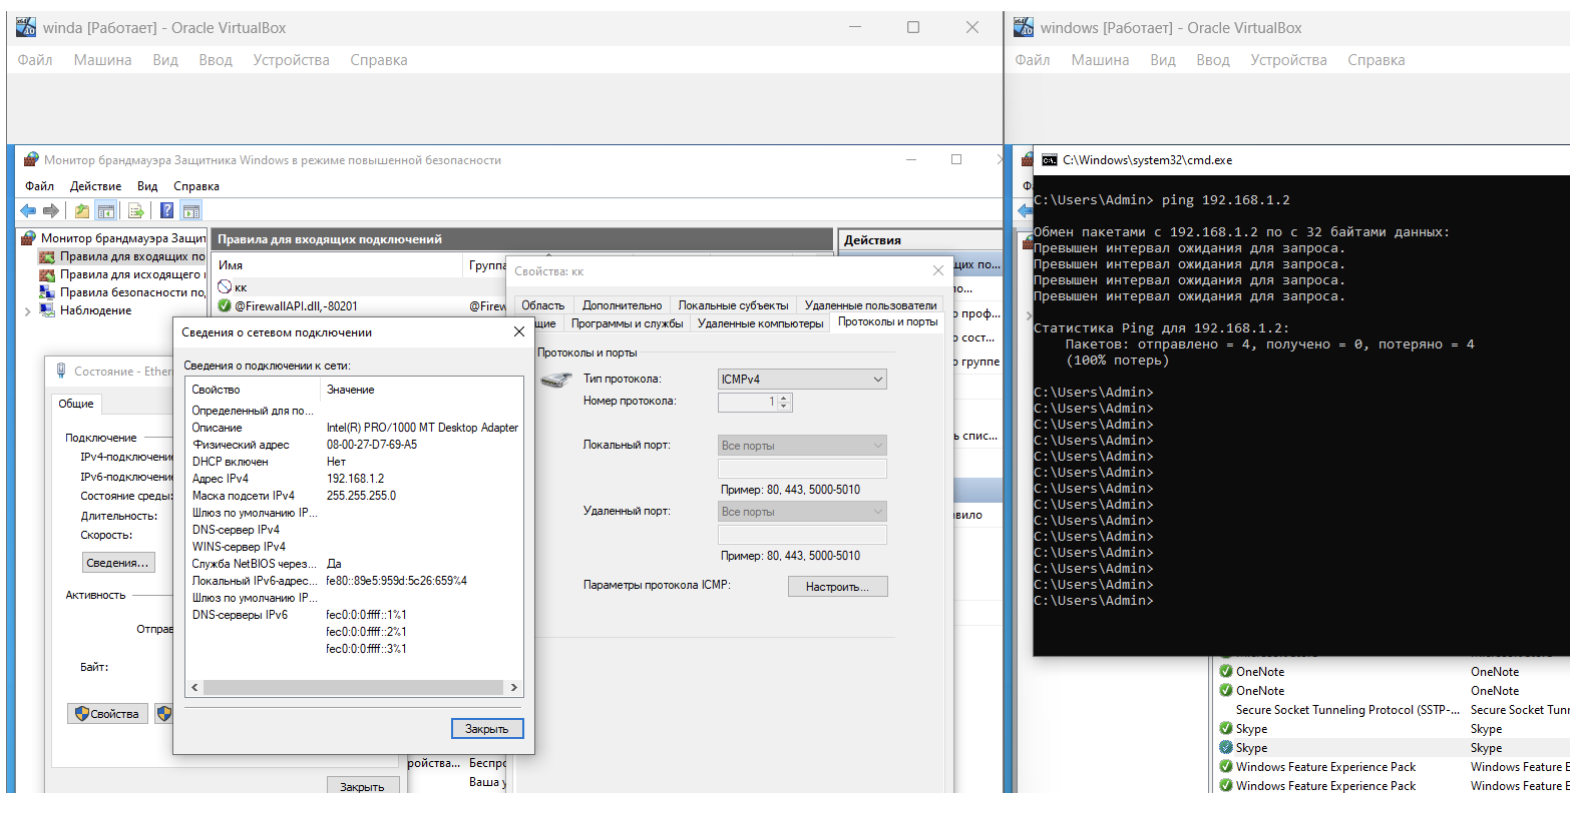 winda [Работает] - Oracle VirtualBox
Файл Машина Вид Ввод Устройства Справка
Монитор брандмауэра Защитника Windows в режиме повышенной безопасности
Файл Действие Вид Справка
Монитор брандмауэра Защит
Правила для входящих по
Правила для исходящего
Правила безопасности по,
Наблюдение
Правила для входящих подключений
Имя Группа
кк
@FirewallAPI.dll,-80201 @Firew
Действия
щих по...
ю...
о проф...
о сост...
о группе
ь спис...
вило
Состояние - Ether
Общие
Подключение
IPv4-подключени
IPv6-подключени
Состояние среды:
Длительность:
Скорость:
Сведения...
Активность
Отправ
Байт:
Свойства
Закрыть
ройства... Беспро
Ваша у
Сведения о сетевом подключении
Сведения о подключении к сети:
Свойство Значение
Определенный для по...
Описание Intel(R) PRO/1000 MT Desktop Adapter
Физический адрес 08-00-27-D7-69-A5
DHCP включен Нет
Адрес IPv4 192.168.1.2
Маска подсети IPv4 255.255.255.0
Шлюз по умолчанию IP...
DNS-сервер IPv4
WINS-сервер IPv4
Служба NetBIOS через... Да
Локальный IPv6-адрес... fe80::89e5:959d:5c26:659%4
Шлюз по умолчанию IP...
DNS-серверы IPv6 fec0:0:0:ffff::1%1
fec0:0:0:ffff::2%1
fec0:0:0:ffff::3%1
Закрыть
Свойства: кк
Область Дополнительно Локальные субъекты Удаленные пользователи
щие Программы и службы Удаленные компьютеры Протоколы и порты
Протоколы и порты
Тип протокола: ICMPv4
Номер протокола: 1
Локальный порт: Все порты
Пример: 80, 443, 5000-5010
Удаленный порт: Все порты
Пример: 80, 443, 5000-5010
Параметры протокола ICMP: Настроить...
windows [Работает] - Oracle VirtualBox
Файл Машина Вид Ввод Устройства Справка
C:\Windows\system32\cmd.exe
C:\Users\Admin> ping 192.168.1.2
Обмен пакетами с 192.168.1.2 по с 32 байтами данных:
Превышен интервал ожидания для запроса.
Превышен интервал ожидания для запроса.
Превышен интервал ожидания для запроса.
Превышен интервал ожидания для запроса.
Статистика Ping для 192.168.1.2:
Пакетов: отправлено = 4, получено = 0, потеряно = 4
(100% потерь)
C:\Users\Admin>
C:\Users\Admin>
C:\Users\Admin>
C:\Users\Admin>
C:\Users\Admin>
C:\Users\Admin>
C:\Users\Admin>
C:\Users\Admin>
C:\Users\Admin>
C:\Users\Admin>
C:\Users\Admin>
C:\Users\Admin>
C:\Users\Admin>
C:\Users\Admin>
OneNote OneNote
OneNote OneNote
Secure Socket Tunneling Protocol (SSTP-... Secure Socket Tunn
Skype Skype
Skype Skype
Windows Feature Experience Pack Windows Feature E
Windows Feature Experience Pack Windows Feature E